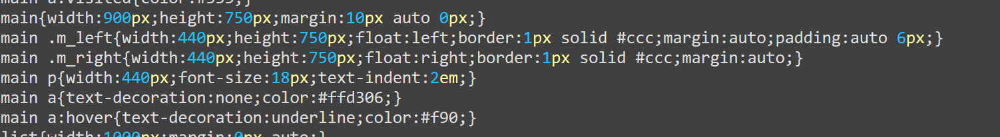 main a:visited{color:#555;}
main{width:900px;height:750px;margin:10px auto 0px;}
main .m_left{width:440px;height:750px;float:left;border:1px solid #ccc;margin:auto;padding:auto 6px;}
main .m_right{width:440px;height:750px;float:right;border:1px solid #ccc;margin:auto;}
main p{width:440px;font-size:18px;text-indent:2em;}
main a{text-decoration:none;color:#ffd306;}
main a:hover{text-decoration:underline;color:#f90;}
list{width:1000px;margin:0px auto;}